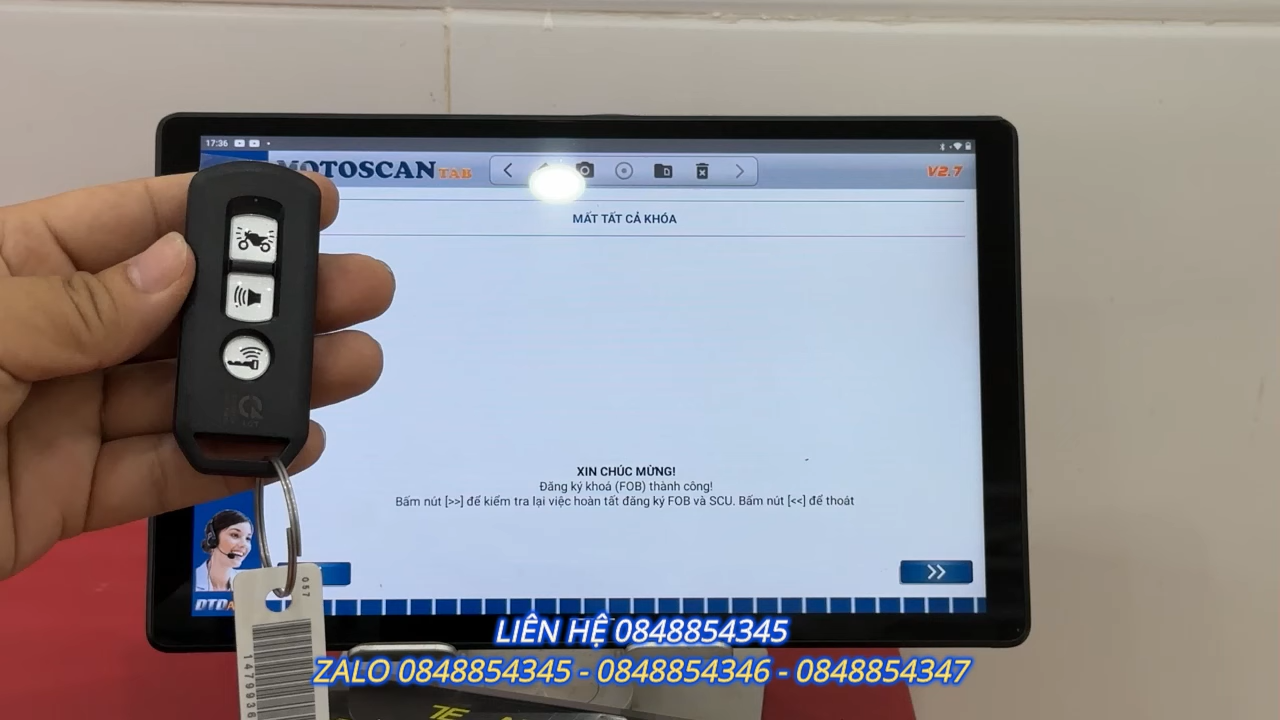 17:36
MOTOSCAN TAB
V2.7
MẤT TẤT CẢ KHÓA
XIN CHÚC MỪNG!
Đăng ký khoá (FOB) thành công!
Bấm nút [>>] để kiểm tra lại việc hoàn tất đăng ký FOB và SCU. Bấm nút [<<] để thoát
057
1479936
LIÊN HỆ 0848854345
ZALO 0848854345 - 0848854346 - 0848854347